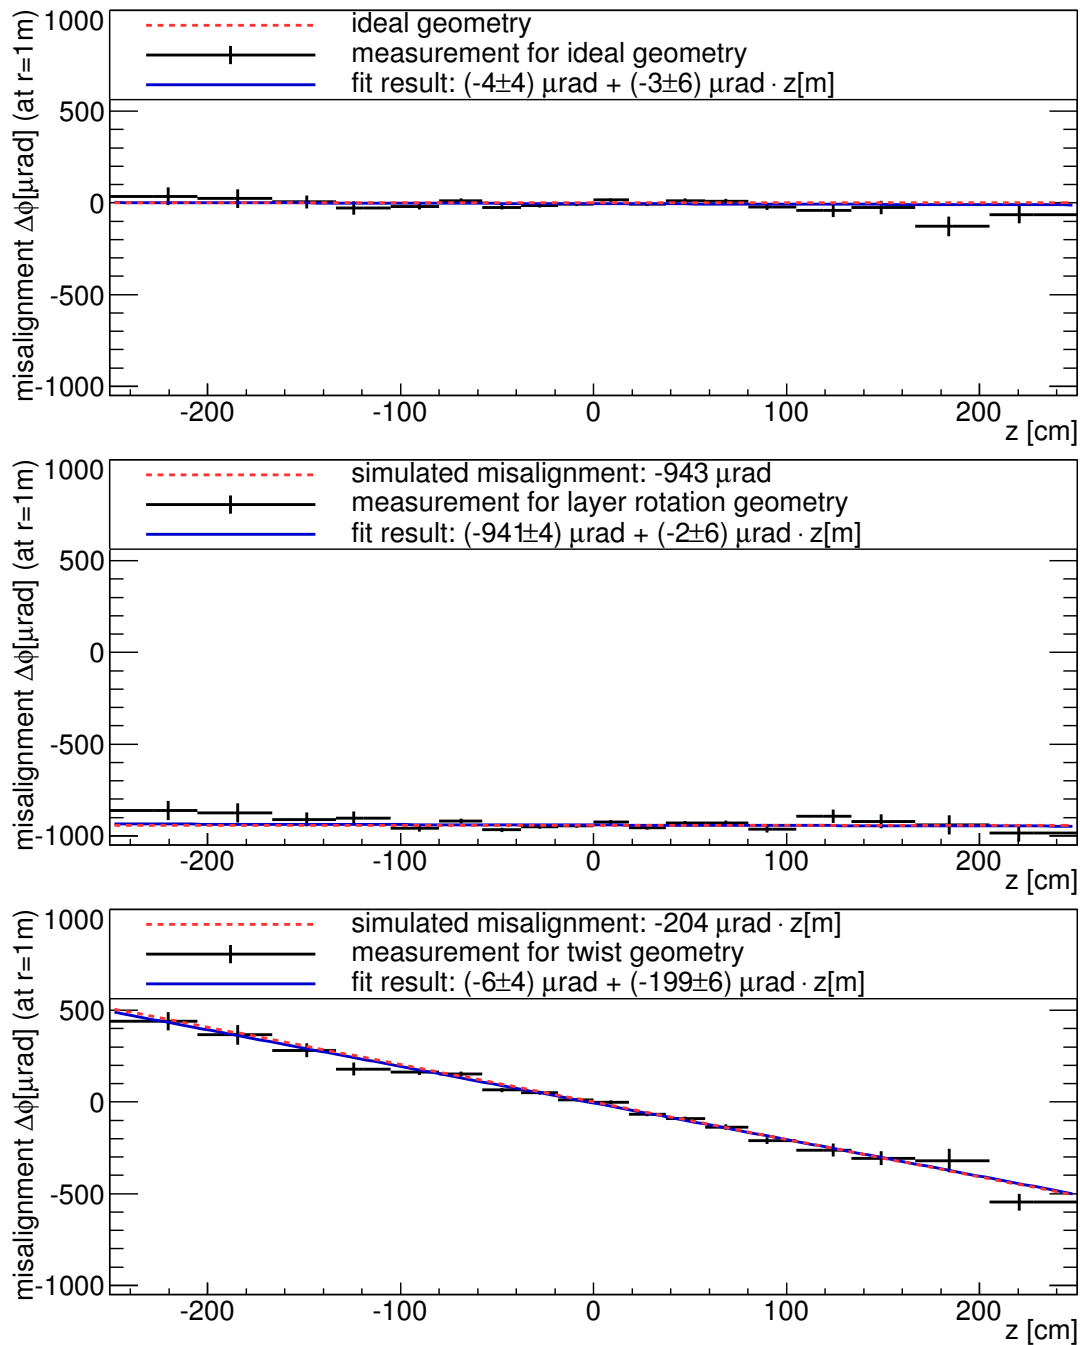 ideal geometry
measurement for ideal geometry
fit result: (-4±4) μrad + (-3±6) μrad · z[m]
misalignment Δϕ[μrad] (at r=1m)
1000
500
0
-500
-1000
-200 -100 0 100 200
z [cm]
simulated misalignment: -943 μrad
measurement for layer rotation geometry
fit result: (-941±4) μrad + (-2±6) μrad · z[m]
misalignment Δϕ[μrad] (at r=1m)
1000
500
0
-500
-1000
-200 -100 0 100 200
z [cm]
simulated misalignment: -204 μrad · z[m]
measurement for twist geometry
fit result: (-6±4) μrad + (-199±6) μrad · z[m]
misalignment Δϕ[μrad] (at r=1m)
1000
500
0
-500
-1000
-200 -100 0 100 200
z [cm]